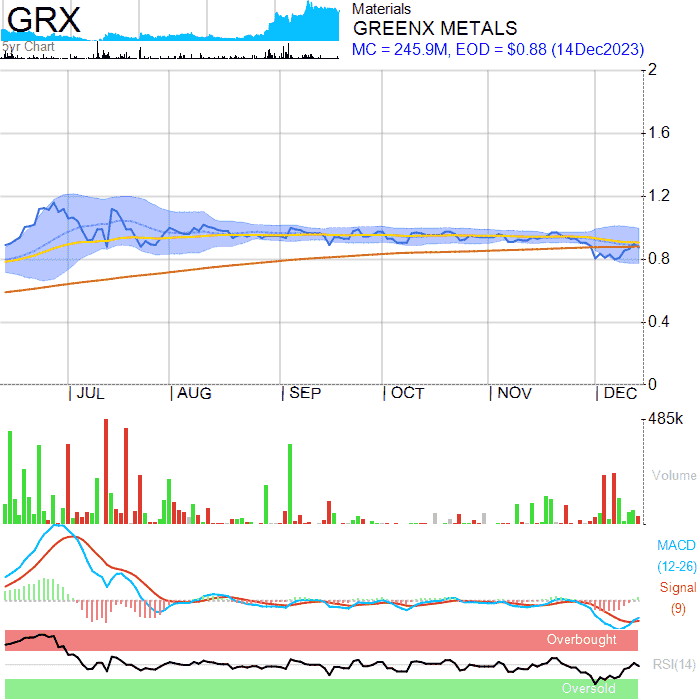 GRX
5yr Chart
Materials
GREENX METALS
MC = 245.9M, EOD = $0.88 (14Dec2023)
2
1.6
1.2
0.8
0.4
0
JUL AUG SEP OCT NOV DEC
485k
Volume
MACD
(12-26)
Signal
(9)
Overbought
RSI(14)
Oversold